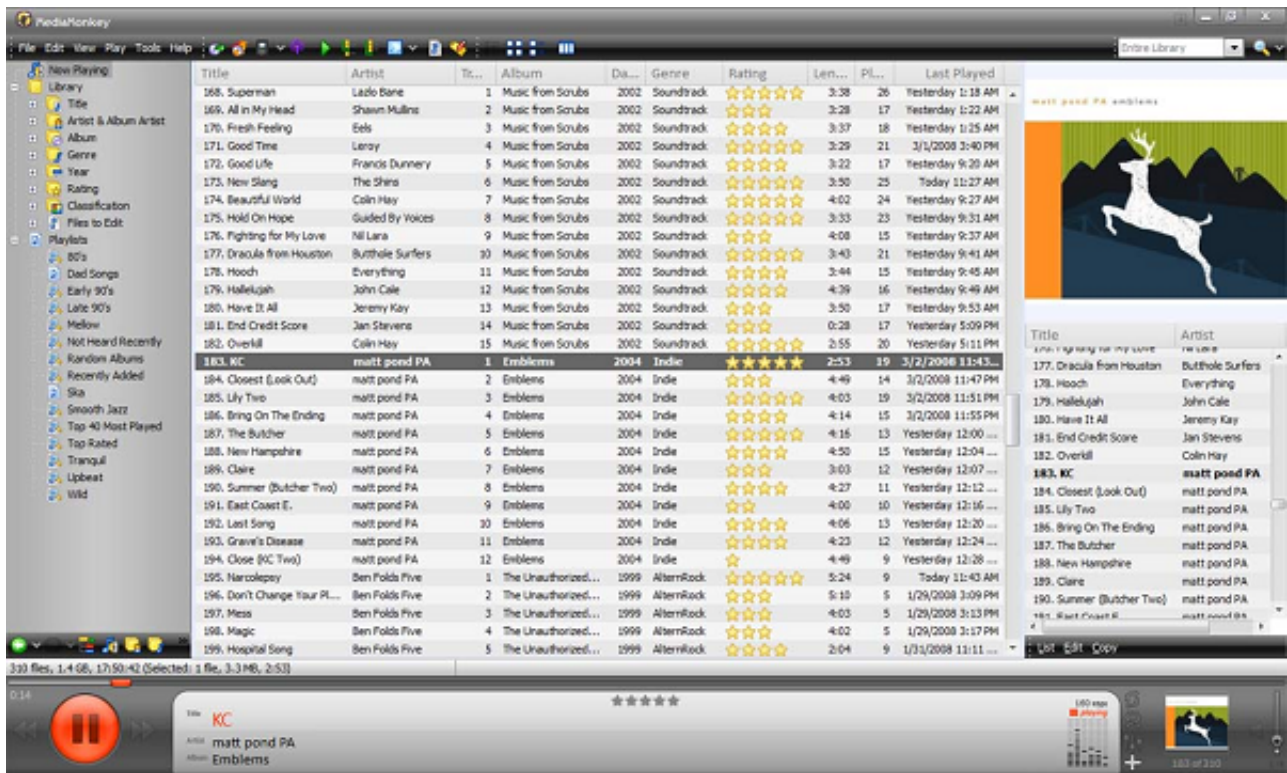 MediaMonkey
File Edit View Play Tools Help
Entire Library
Now Playing
Library
Title
Artist & Album Artist
Album
Genre
Year
Rating
Classification
Files to Edit
Playlists
80's
Dad Songs
Early 90's
Late 90's
Mellow
Not Heard Recently
Random Albums
Recently Added
Ska
Smooth Jazz
Top 40 Most Played
Top Rated
Tranquil
Upbeat
Wild
Title Artist Tr... Album Da... Genre Rating Len... Pl... Last Played
168. Superman Lazlo Bane 1 Music from Scrubs 2002 Soundtrack 3:38 26 Yesterday 1:18 AM
169. All in My Head Shawn Mullins 2 Music from Scrubs 2002 Soundtrack 3:28 17 Yesterday 1:22 AM
170. Fresh Feeling Eels 3 Music from Scrubs 2002 Soundtrack 3:37 18 Yesterday 1:25 AM
171. Good Time Leroy 4 Music from Scrubs 2002 Soundtrack 3:29 21 3/1/2008 3:40 PM
172. Good Life Francis Dunnery 5 Music from Scrubs 2002 Soundtrack 3:22 17 Yesterday 9:20 AM
173. New Slang The Shins 6 Music from Scrubs 2002 Soundtrack 3:50 25 Today 11:27 AM
174. Beautiful World Colin Hay 7 Music from Scrubs 2002 Soundtrack 4:02 24 Yesterday 9:27 AM
175. Hold On Hope Guided By Voices 8 Music from Scrubs 2002 Soundtrack 3:33 23 Yesterday 9:31 AM
176. Fighting for My Love Nil Lara 9 Music from Scrubs 2002 Soundtrack 4:08 15 Yesterday 9:37 AM
177. Dracula from Houston Butthole Surfers 10 Music from Scrubs 2002 Soundtrack 3:43 21 Yesterday 9:41 AM
178. Hooch Everything 11 Music from Scrubs 2002 Soundtrack 3:44 15 Yesterday 9:45 AM
179. Hallelujah John Cale 12 Music from Scrubs 2002 Soundtrack 4:39 16 Yesterday 9:49 AM
180. Have It All Jeremy Kay 13 Music from Scrubs 2002 Soundtrack 3:50 17 Yesterday 9:53 AM
181. End Credit Score Jan Stevens 14 Music from Scrubs 2002 Soundtrack 0:28 17 Yesterday 5:09 PM
182. Overkill Colin Hay 15 Music from Scrubs 2002 Soundtrack 2:55 20 Yesterday 5:11 PM
183. KC matt pond PA 1 Emblems 2004 Indie 2:53 19 3/2/2008 11:43...
184. Closest (Look Out) matt pond PA 2 Emblems 2004 Indie 4:49 14 3/2/2008 11:47 PM
185. Lily Two matt pond PA 3 Emblems 2004 Indie 4:03 19 3/2/2008 11:51 PM
186. Bring On The Ending matt pond PA 4 Emblems 2004 Indie 4:14 15 3/2/2008 11:55 PM
187. The Butcher matt pond PA 5 Emblems 2004 Indie 4:16 13 Yesterday 12:00 ...
188. New Hampshire matt pond PA 6 Emblems 2004 Indie 4:50 15 Yesterday 12:04 ...
189. Claire matt pond PA 7 Emblems 2004 Indie 3:03 12 Yesterday 12:07 ...
190. Summer (Butcher Two) matt pond PA 8 Emblems 2004 Indie 4:27 11 Yesterday 12:12 ...
191. East Coast E. matt pond PA 9 Emblems 2004 Indie 4:00 10 Yesterday 12:16 ...
192. Last Song matt pond PA 10 Emblems 2004 Indie 4:06 13 Yesterday 12:20 ...
193. Grave's Disease matt pond PA 11 Emblems 2004 Indie 4:23 12 Yesterday 12:24 ...
194. Close (KC Two) matt pond PA 12 Emblems 2004 Indie 4:49 9 Yesterday 12:28 ...
195. Narcolepsy Ben Folds Five 1 The Unauthorized... 1999 AlternRock 5:24 9 Today 11:43 AM
196. Don't Change Your Pl... Ben Folds Five 2 The Unauthorized... 1999 AlternRock 5:10 5 1/29/2008 3:09 PM
197. Mess Ben Folds Five 3 The Unauthorized... 1999 AlternRock 4:03 5 1/29/2008 3:13 PM
198. Magic Ben Folds Five 4 The Unauthorized... 1999 AlternRock 4:02 5 1/29/2008 3:17 PM
199. Hospital Song Ben Folds Five 5 The Unauthorized... 1999 AlternRock 2:04 9 1/31/2008 11:11 ...
matt pond PA emblems
Title Artist
176. Fighting for My Love Nil Lara
177. Dracula from Houston Butthole Surfers
178. Hooch Everything
179. Hallelujah John Cale
180. Have It All Jeremy Kay
181. End Credit Score Jan Stevens
182. Overkill Colin Hay
183. KC matt pond PA
184. Closest (Look Out) matt pond PA
185. Lily Two matt pond PA
186. Bring On The Ending matt pond PA
187. The Butcher matt pond PA
188. New Hampshire matt pond PA
189. Claire matt pond PA
190. Summer (Butcher Two) matt pond PA
191. East Coast E. matt pond PA
List Edit Copy
310 files, 1.4 GB, 17:50:42 (Selected: 1 file, 3.3 MB, 2:53)
0:14
Title KC
Artist matt pond PA
Album Emblems
160 kbps
playing
183 of 310